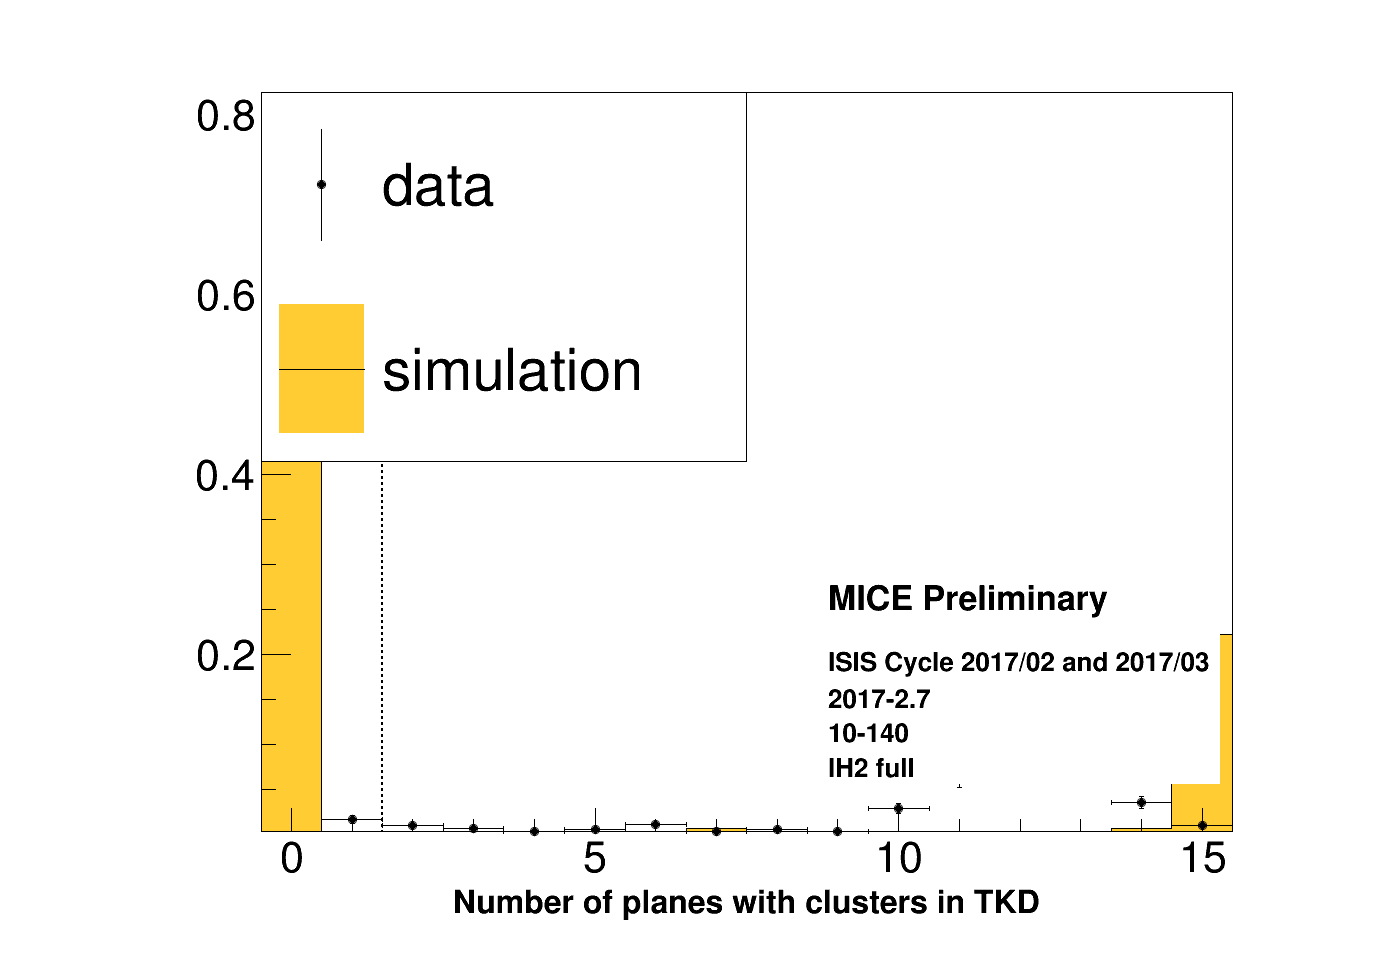 0.8
data
0.6
simulation
0.4
MICE Preliminary
0.2
ISIS Cycle 2017/02 and 2017/03
2017-2.7
10-140
IH2 full
0 5 10 15
Number of planes with clusters in TKD